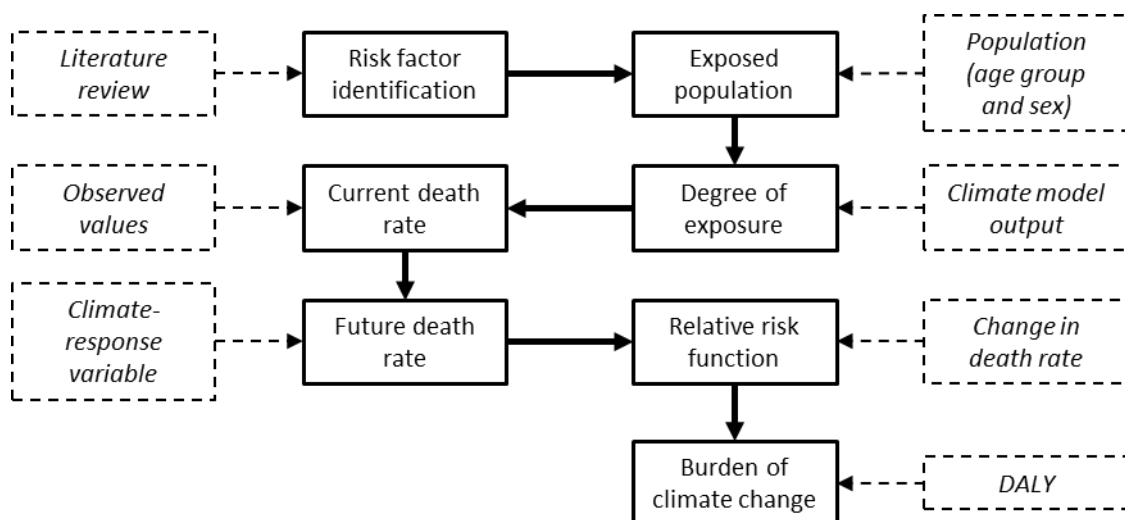 Literature
review
Risk factor
identification
Exposed
population
Population
(age group
and sex)
Observed
values
Current death
rate
Degree of
exposure
Climate model
output
Climate-
response
variable
Future death
rate
Relative risk
function
Change in
death rate
Burden of
climate change
DALY